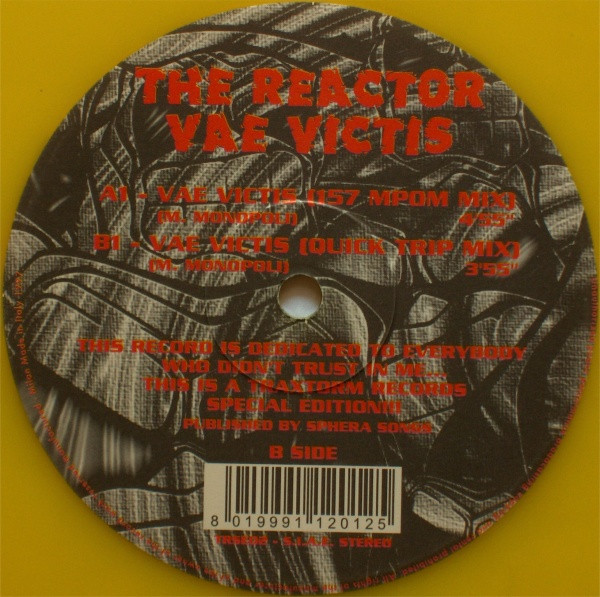 THE REACTOR
VAE VICTIS
A1 - VAE VICTIS (157 MPDM MIX)
(M. MONOPOLI) 4'55"
B1 - VAE VICTIS (QUICK TRIP MIX)
(M. MONOPOLI) 3'55"
THIS RECORD IS DEDICATED TO EVERYBODY
WHO DIDN'T TRUST IN ME...
THIS IS A TRAXTORM RECORDS
SPECIAL EDITION!!!
PUBLISHED BY SPHERA SONGS
B SIDE
8 019991 120125
S.I.A.E. STEREO